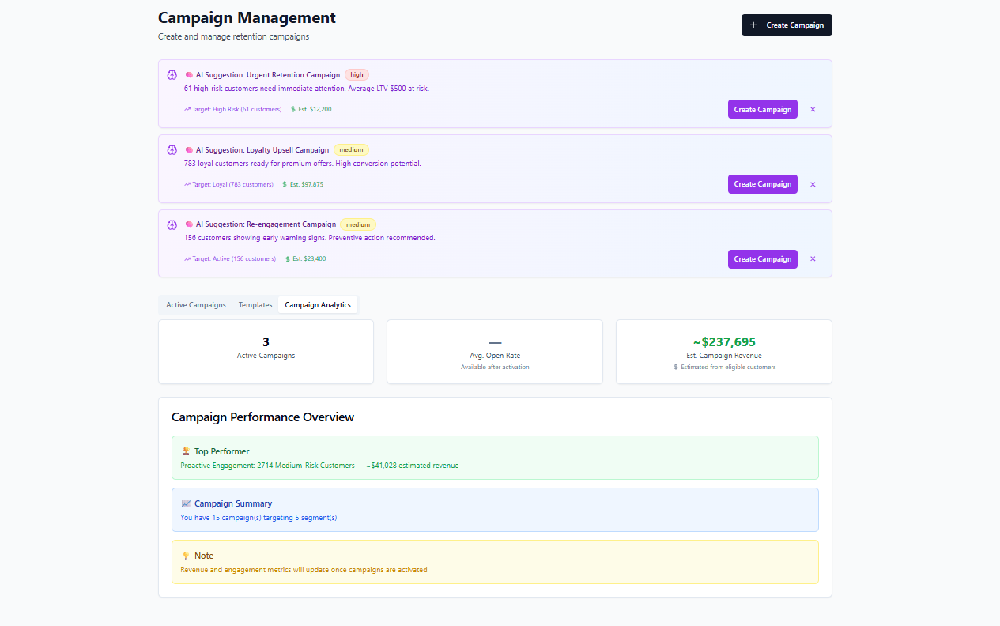 Campaign Management
Create and manage retention campaigns
+ Create Campaign
🧠 AI Suggestion: Urgent Retention Campaign high
61 high-risk customers need immediate attention. Average LTV $500 at risk.
Target: High Risk (61 customers) $ Est. $12,200
Create Campaign ×
🧠 AI Suggestion: Loyalty Upsell Campaign medium
783 loyal customers ready for premium offers. High conversion potential.
Target: Loyal (783 customers) $ Est. $97,875
Create Campaign ×
🧠 AI Suggestion: Re-engagement Campaign medium
156 customers showing early warning signs. Preventive action recommended.
Target: Active (156 customers) $ Est. $23,400
Create Campaign ×
Active Campaigns Templates Campaign Analytics
3
Active Campaigns
—
Avg. Open Rate
Available after activation
~$237,695
Est. Campaign Revenue
$ Estimated from eligible customers
Campaign Performance Overview
🏆 Top Performer
Proactive Engagement: 2714 Medium-Risk Customers — ~$41,028 estimated revenue
📈 Campaign Summary
You have 15 campaign(s) targeting 5 segment(s)
💡 Note
Revenue and engagement metrics will update once campaigns are activated